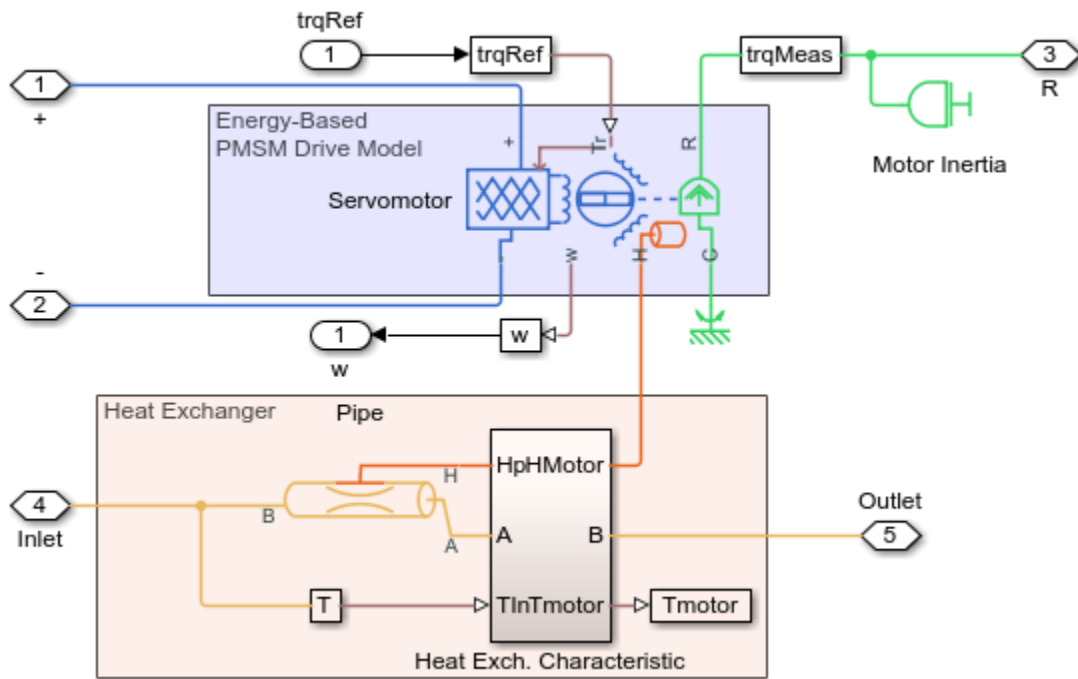 trqRef
1
trqRef
trqMeas
3
R
1
+
Energy-Based
PMSM Drive Model
+
Tr
R
Motor Inertia
Servomotor
-
-
w
H
C
2
1
w
w
Heat Exchanger
Pipe
H
HpHMotor
4
Inlet
B
A
A
B
Outlet
5
T
TInTmotor
Tmotor
Heat Exch. Characteristic